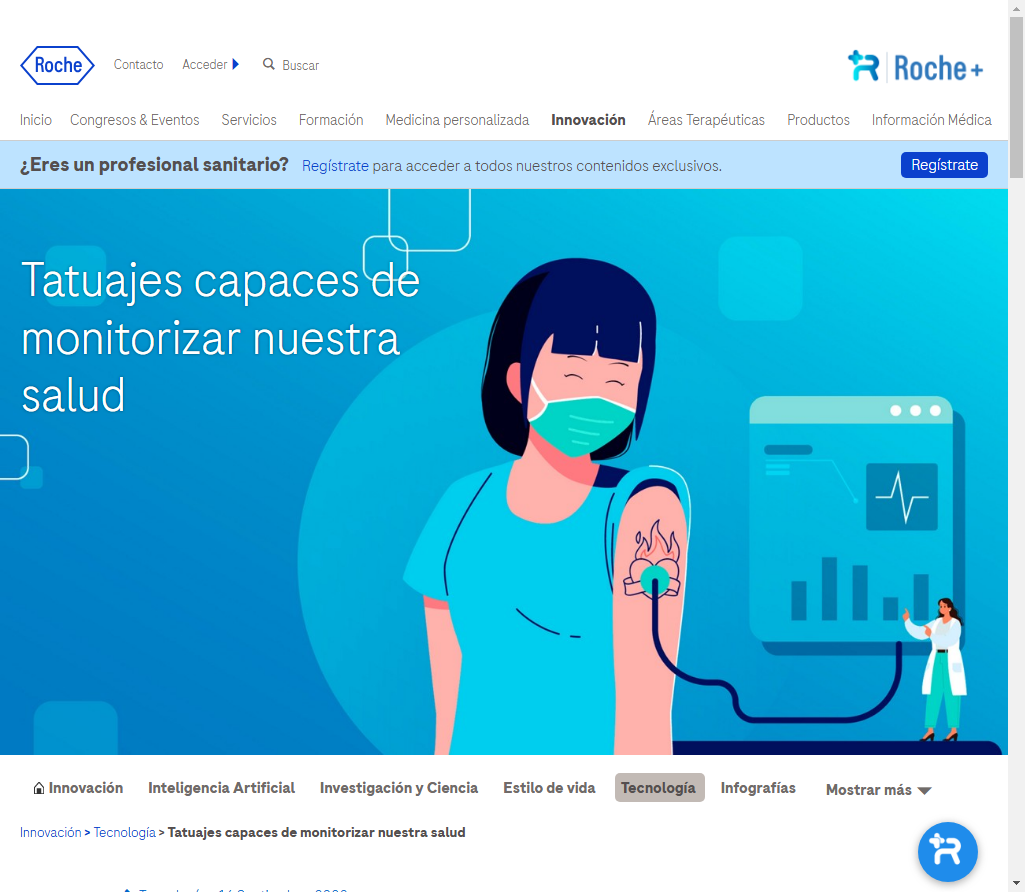 Roche
Contacto
Acceder
Buscar
Roche+
Inicio
Congresos & Eventos
Servicios
Formación
Medicina personalizada
Innovación
Áreas Terapéuticas
Productos
Información Médica
¿Eres un profesional sanitario? Regístrate para acceder a todos nuestros contenidos exclusivos.
Regístrate
Tatuajes capaces de
monitorizar nuestra
salud
Innovación
Inteligencia Artificial
Investigación y Ciencia
Estilo de vida
Tecnología
Infografías
Mostrar más
Innovación > Tecnología > Tatuajes capaces de monitorizar nuestra salud